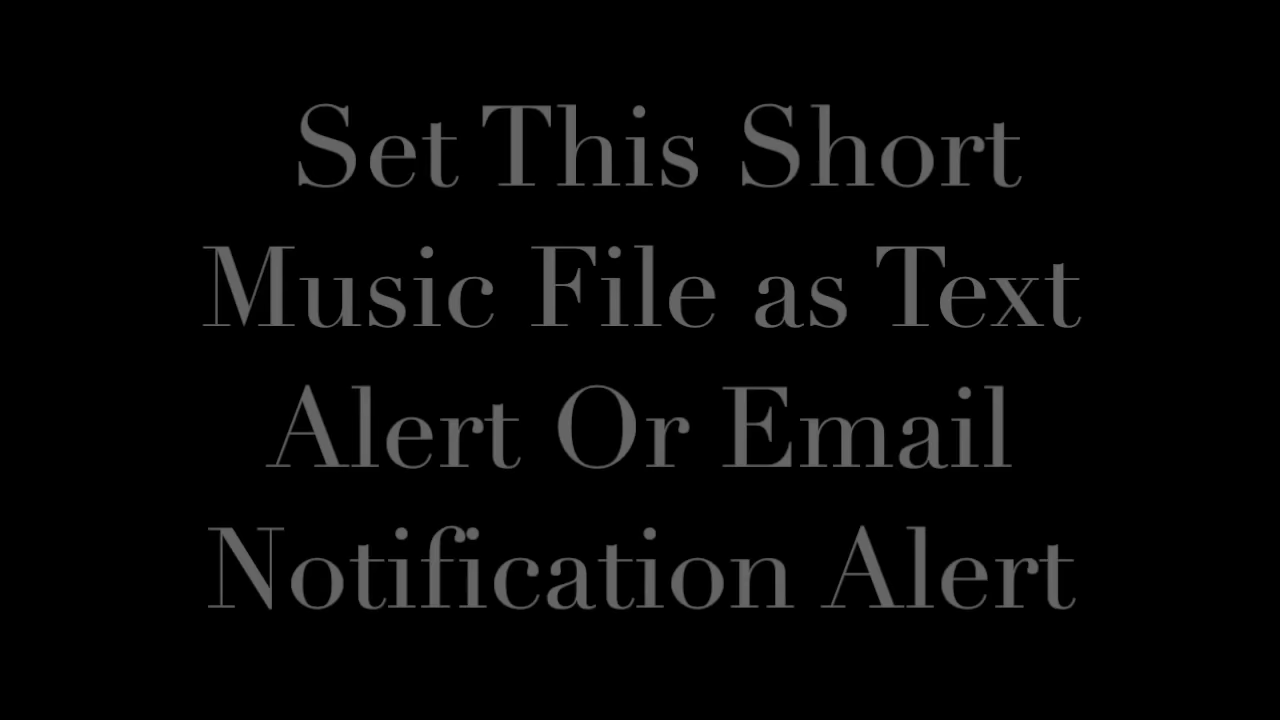 Set This Short
Music File as Text
Alert Or Email
Notification Alert